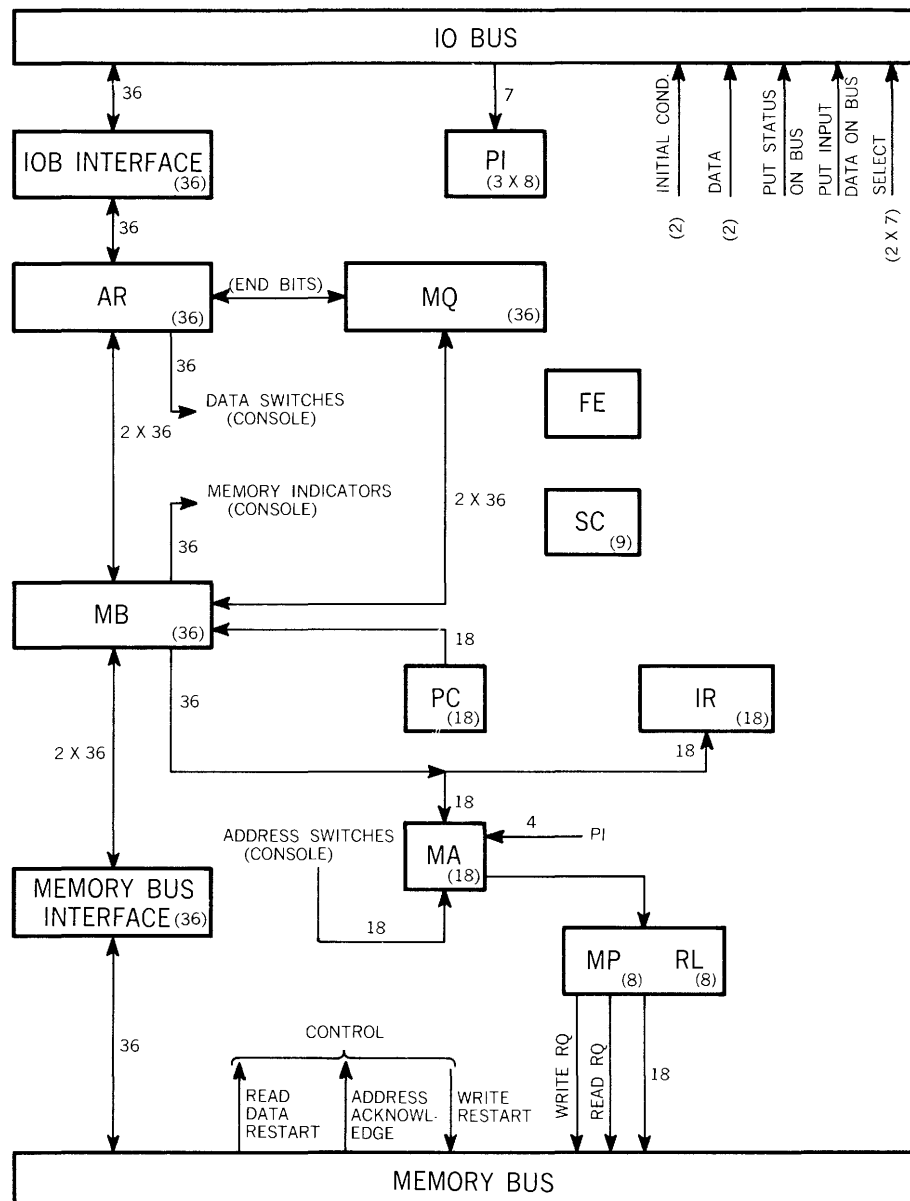 IO BUS
36
7
INITIAL COND.
(2)
DATA
(2)
PUT STATUS
ON BUS
PUT INPUT
DATA ON BUS
SELECT
(2 X 7)
IOB INTERFACE
(36)
PI
(3 X 8)
36
AR
(36)
(END BITS)
MQ
(36)
36
DATA SWITCHES
(CONSOLE)
2 X 36
FE
MEMORY INDICATORS
(CONSOLE)
36
2 X 36
SC
(9)
MB
(36)
18
36
PC
(18)
IR
(18)
2 X 36
18
18
ADDRESS SWITCHES
(CONSOLE)
MA
(18)
4
PI
MEMORY BUS
INTERFACE (36)
18
MP
(8)
RL
(8)
36
CONTROL
READ
DATA
RESTART
ADDRESS
ACKNOWL-
EDGE
WRITE
RESTART
WRITE RQ
READ RQ
18
MEMORY BUS